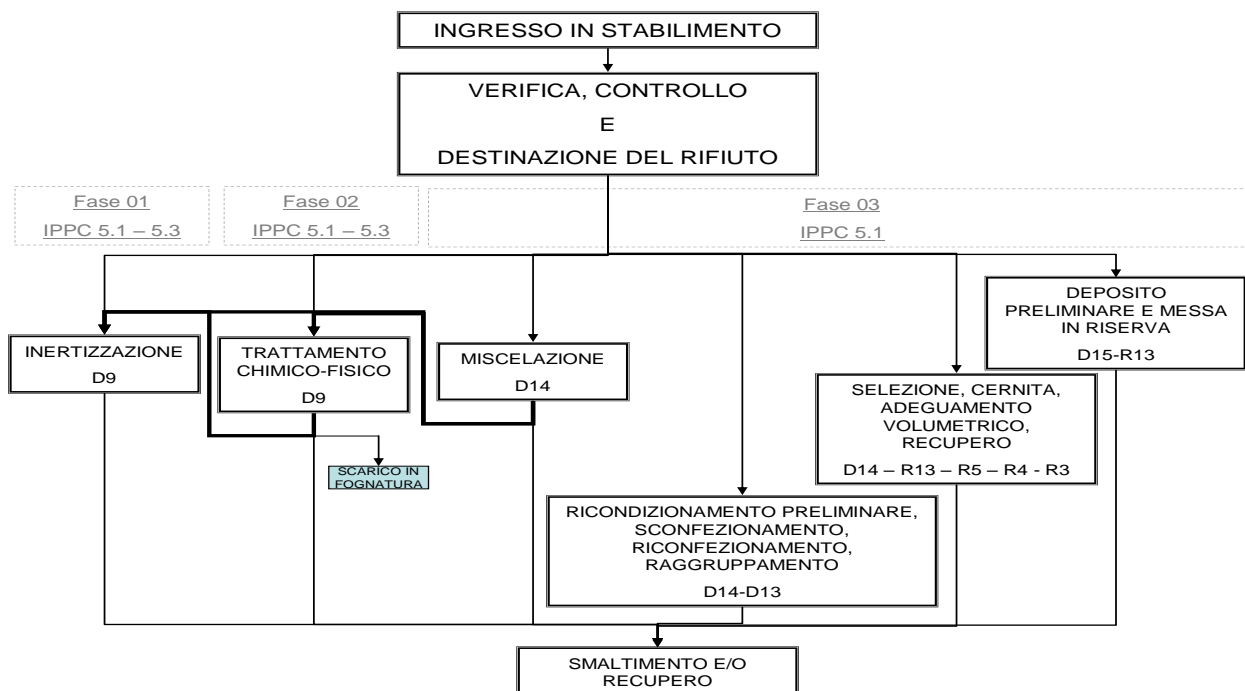 INGRESSO IN STABILIMENTO
VERIFICA, CONTROLLO
E
DESTINAZIONE DEL RIFIUTO
Fase 01
IPPC 5.1 – 5.3
Fase 02
IPPC 5.1 – 5.3
Fase 03
IPPC 5.1
INERTIZZAZIONE
D9
TRATTAMENTO
CHIMICO-FISICO
D9
MISCELAZIONE
D14
DEPOSITO
PRELIMINARE E MESSA
IN RISERVA
D15-R13
SELEZIONE, CERNITA,
ADEGUAMENTO
VOLUMETRICO,
RECUPERO
D14 – R13 – R5 – R4 - R3
SCARICO IN
FOGNATURA
RICONDIZIONAMENTO PRELIMINARE,
SCONFEZIONAMENTO,
RICONFEZIONAMENTO,
RAGGRUPPAMENTO
D14-D13
SMALTIMENTO E/O
RECUPERO